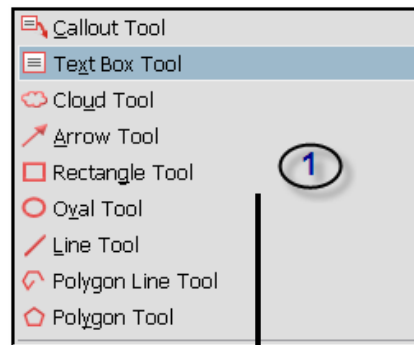 Callout Tool
Text Box Tool
Cloud Tool
Arrow Tool
Rectangle Tool
1
Oval Tool
Line Tool
Polygon Line Tool
Polygon Tool